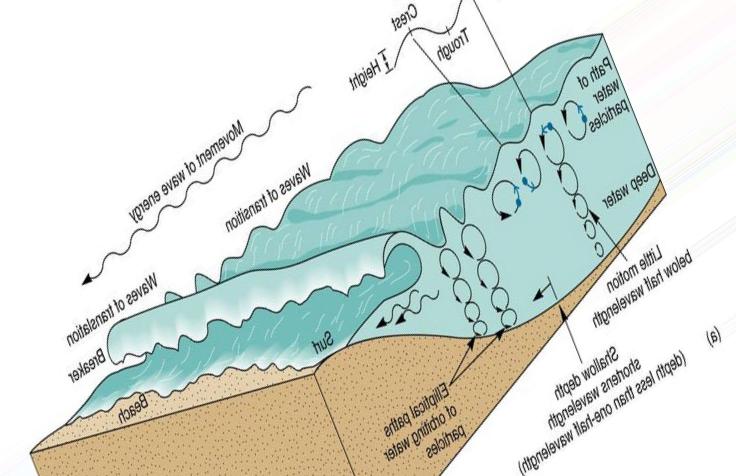 Crest
Trough
Height
Path of
water
particles
Movement of wave energy
Waves of transition
Deep water
Waves of translation
Little motion
below half wavelength
Breaker
Surf
Beach
Elliptical paths
of orbiting water
particles
Shallow depth
shortens wavelength
(depth less than one-half wavelength)
(a)